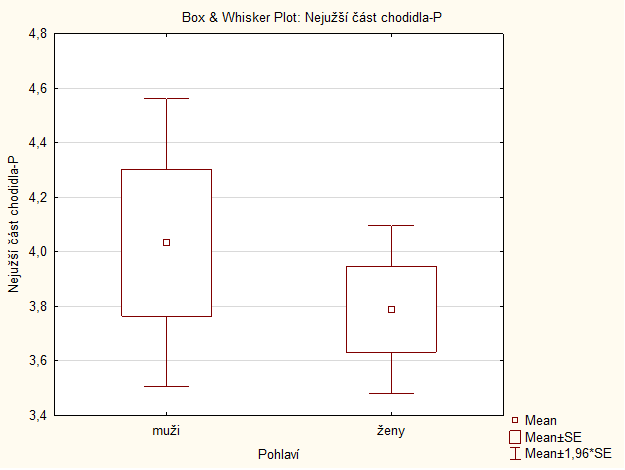 Box & Whisker Plot: Nejužší část chodidla-P
4,8
4,6
4,4
4,2
4,0
3,8
3,6
3,4
Nejužší část chodidla-P
muži
ženy
Pohlaví
Mean
Mean±SE
Mean±1,96*SE